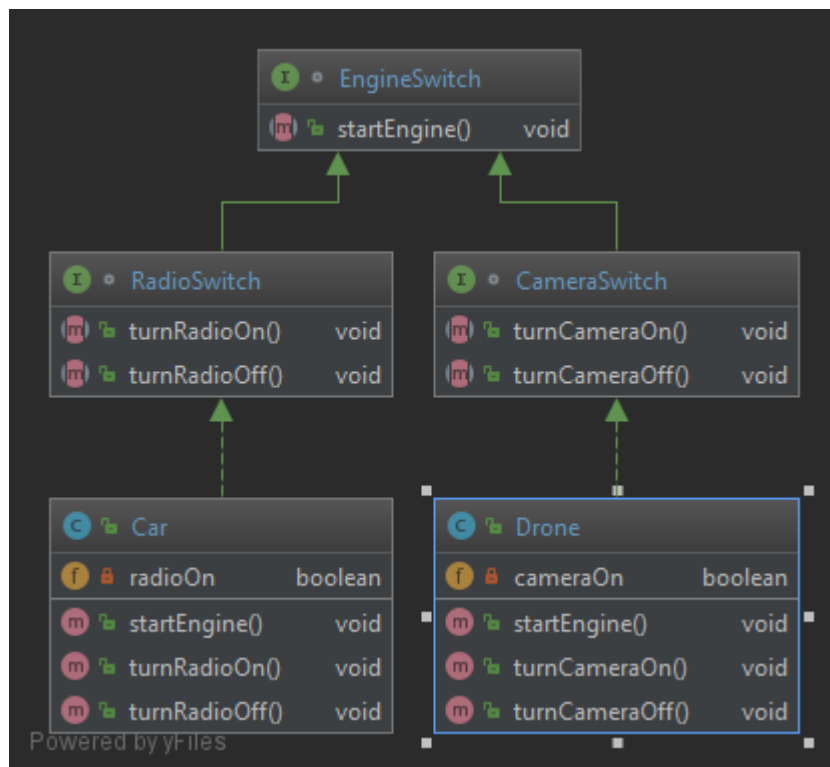 I EngineSwitch
m startEngine() void
I RadioSwitch
m turnRadioOn() void
m turnRadioOff() void
I CameraSwitch
m turnCameraOn() void
m turnCameraOff() void
C Car
f radioOn boolean
m startEngine() void
m turnRadioOn() void
m turnRadioOff() void
C Drone
f cameraOn boolean
m startEngine() void
m turnCameraOn() void
m turnCameraOff() void
Powered by yFiles